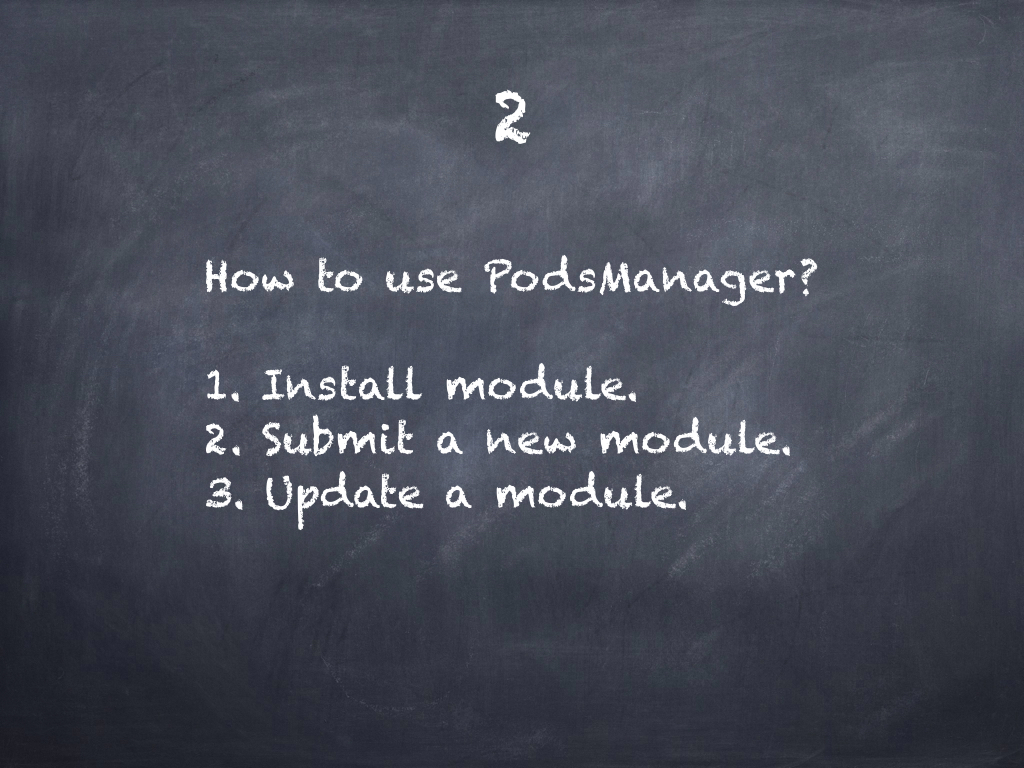 2
How to use PodsManager?
1. Install module.
2. Submit a new module.
3. Update a module.